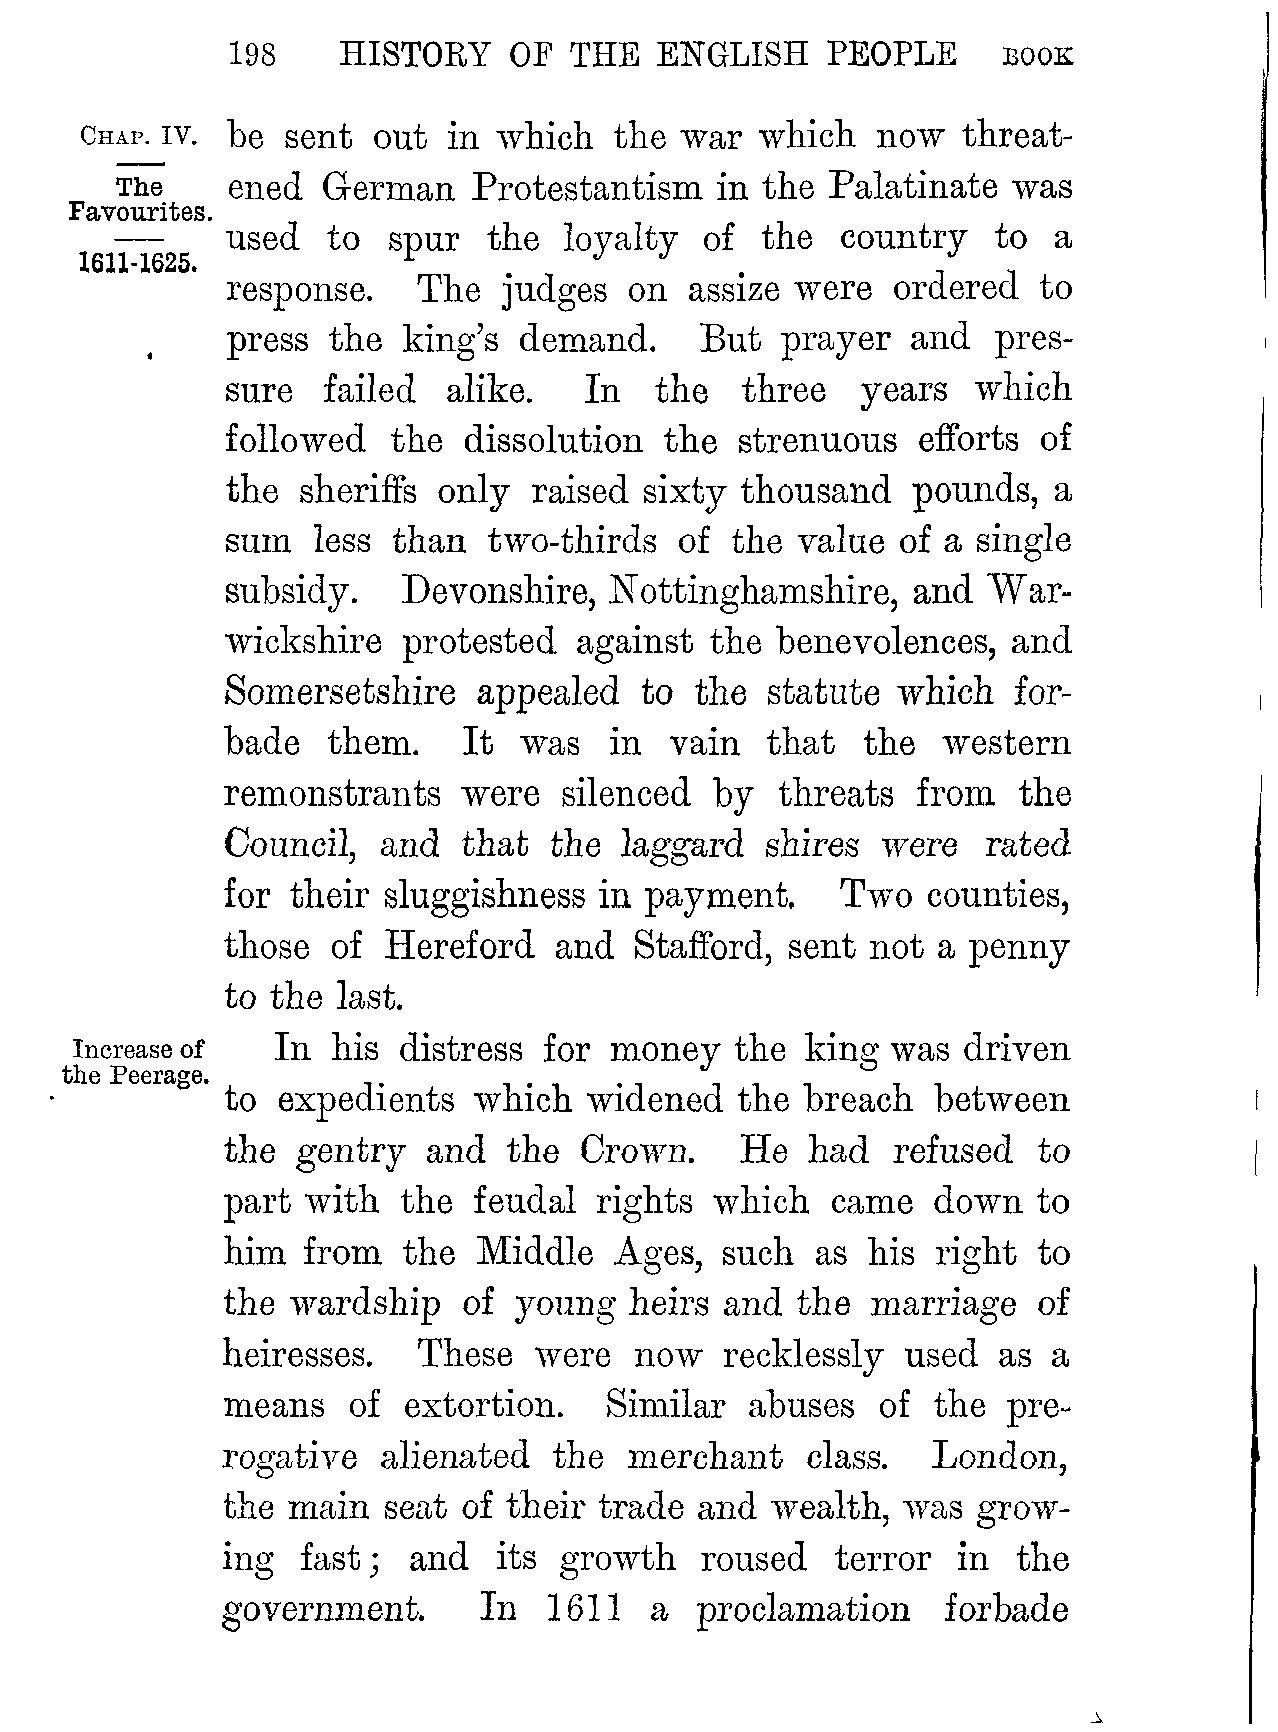 198 HISTORY OF THE ENGLISH PEOPLE BOOK
CHAP. IV.
The
Favourites.
1611-1625.
be sent out in which the war which now threat-
ened German Protestantism in the Palatinate was
used to spur the loyalty of the country to a
response. The judges on assize were ordered to
press the king's demand. But prayer and pres-
sure failed alike. In the three years which
followed the dissolution the strenuous efforts of
the sheriffs only raised sixty thousand pounds, a
sum less than two-thirds of the value of a single
subsidy. Devonshire, Nottinghamshire, and War-
wickshire protested against the benevolences, and
Somersetshire appealed to the statute which for-
bade them. It was in vain that the western
remonstrants were silenced by threats from the
Council, and that the laggard shires were rated
for their sluggishness in payment. Two counties,
those of Hereford and Stafford, sent not a penny
to the last.
Increase of
the Peerage.
In his distress for money the king was driven
to expedients which widened the breach between
the gentry and the Crown. He had refused to
part with the feudal rights which came down to
him from the Middle Ages, such as his right to
the wardship of young heirs and the marriage of
heiresses. These were now recklessly used as a
means of extortion. Similar abuses of the pre-
rogative alienated the merchant class. London,
the main seat of their trade and wealth, was grow-
ing fast; and its growth roused terror in the
government. In 1611 a proclamation forbade